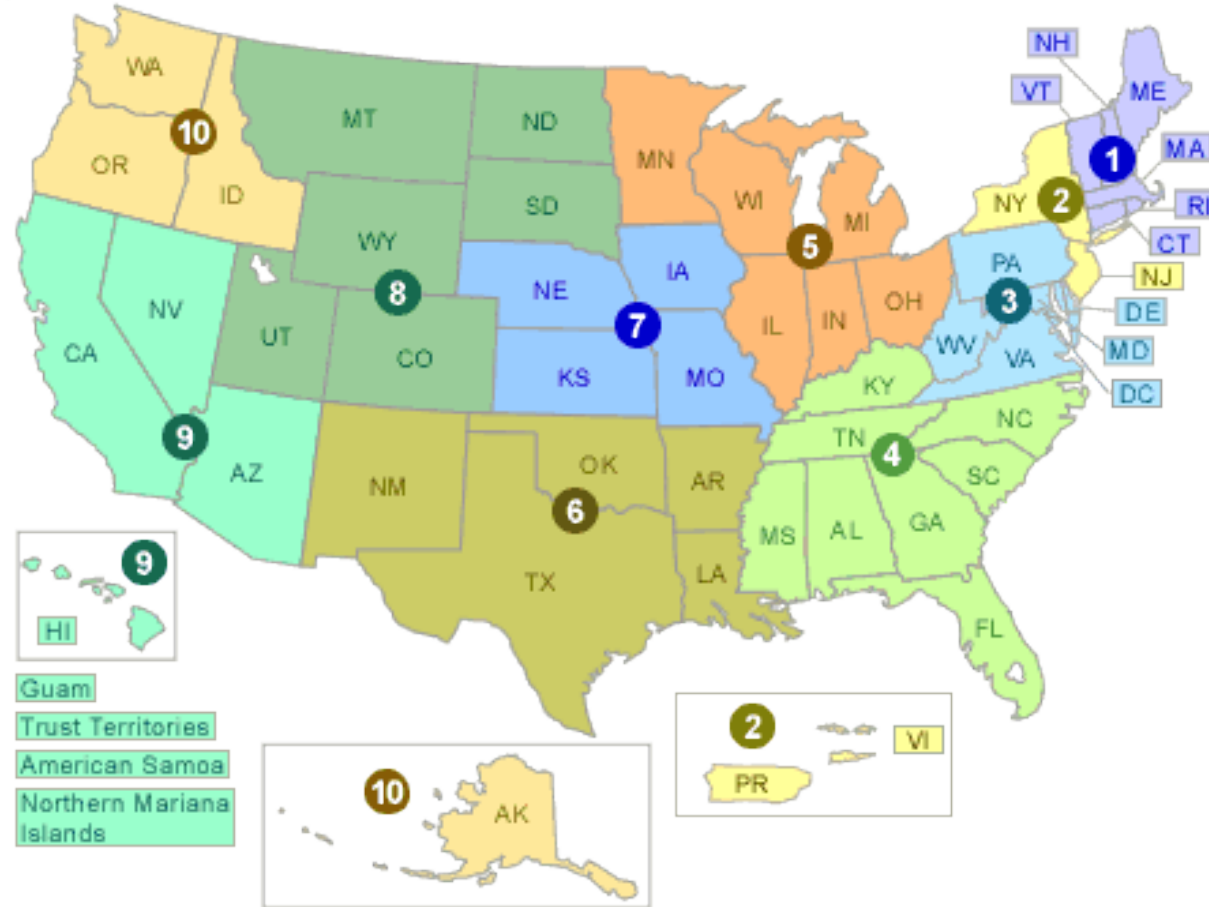 NH
WA
VT
ME
10
MT
ND
MN
1
MA
OR
ID
WI
MI
2
NY
RI
SD
CT
WY
5
PA
NJ
NE
IA
8
3
DE
NV
7
IL
IN
OH
UT
CO
WV
MD
CA
VA
KS
MO
DC
KY
NC
9
TN
4
AZ
OK
AR
SC
NM
6
GA
MS
AL
9
TX
LA
HI
FL
Guam
Trust Territories
2
VI
American Samoa
PR
10
Northern Mariana
Islands
AK